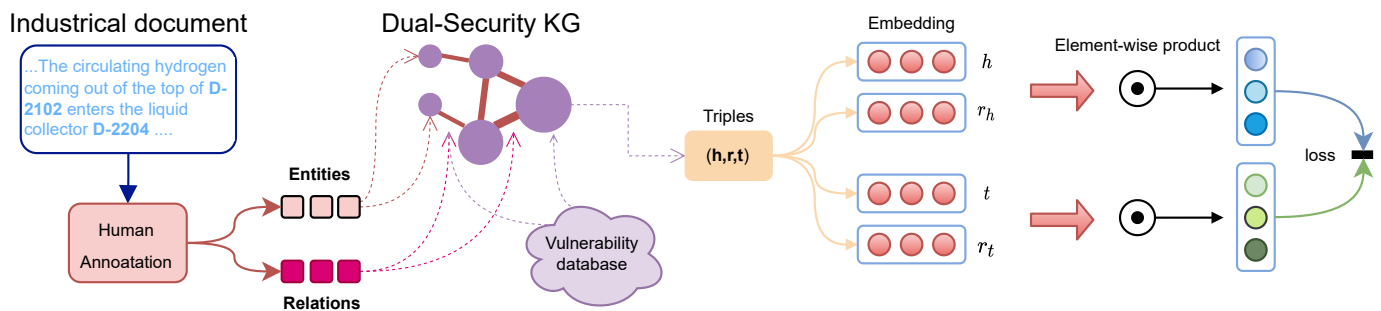 Industrical document
...The circulating hydrogen
coming out of the top of D-
2102 enters the liquid
collector D-2204 ....
Human
Annoatation
Entities
Relations
Dual-Security KG
Vulnerability
database
Triples
(h,r,t)
Embedding
h
r_h
t
r_t
Element-wise product
loss